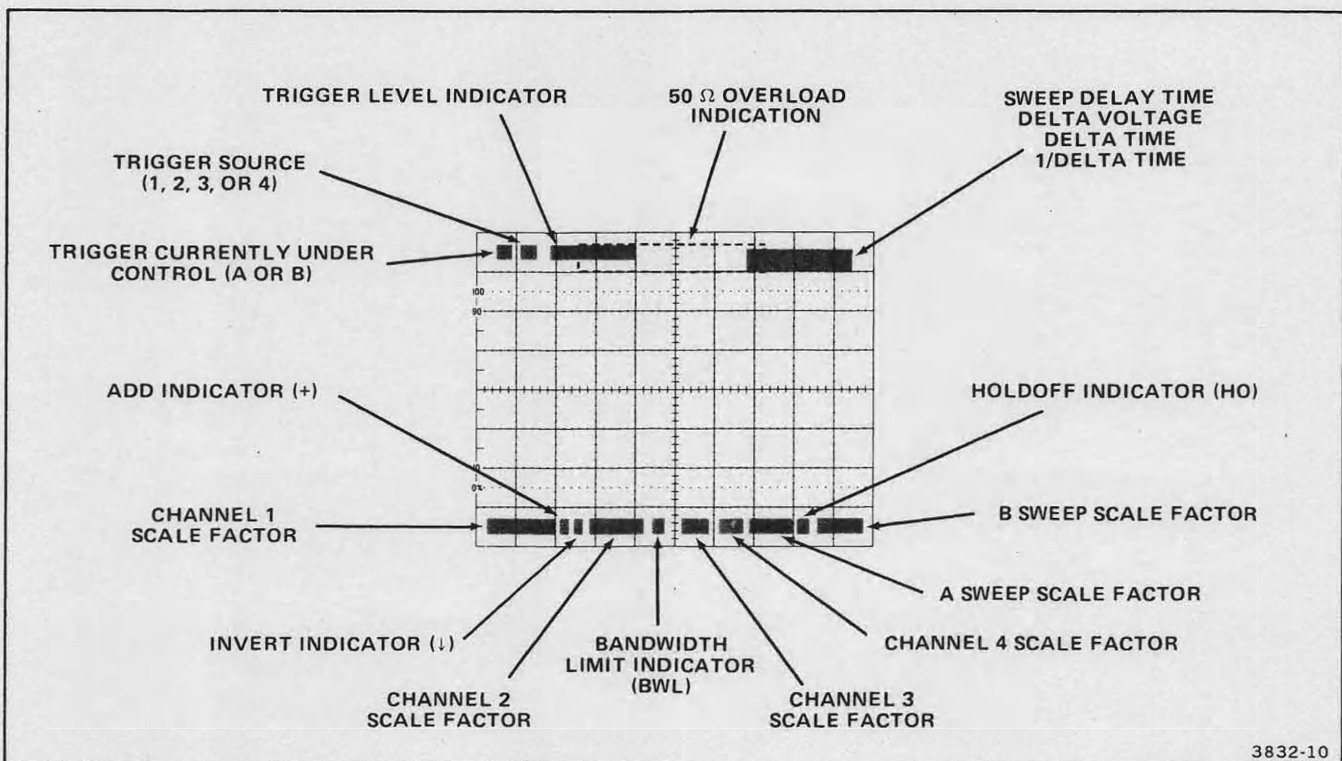 TRIGGER LEVEL INDICATOR
50 Ω OVERLOAD
INDICATION
SWEEP DELAY TIME
DELTA VOLTAGE
DELTA TIME
1/DELTA TIME
TRIGGER SOURCE
(1, 2, 3, OR 4)
TRIGGER CURRENTLY UNDER
CONTROL (A OR B)
100
90
ADD INDICATOR (+)
HOLDOFF INDICATOR (HO)
10
0%
CHANNEL 1
SCALE FACTOR
B SWEEP SCALE FACTOR
A SWEEP SCALE FACTOR
INVERT INDICATOR (↓)
BANDWIDTH
LIMIT INDICATOR
(BWL)
CHANNEL 4 SCALE FACTOR
CHANNEL 2
SCALE FACTOR
CHANNEL 3
SCALE FACTOR
3832-10